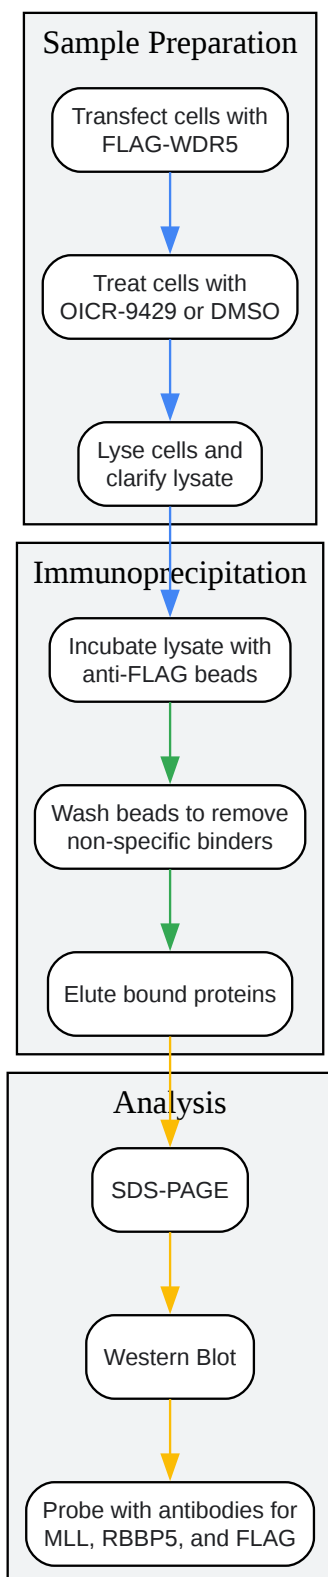 Sample Preparation
Transfect cells with
FLAG-WDR5
Treat cells with
OICR-9429 or DMSO
Lyse cells and
clarify lysate
Immunoprecipitation
Incubate lysate with
anti-FLAG beads
Wash beads to remove
non-specific binders
Elute bound proteins
Analysis
SDS-PAGE
Western Blot
Probe with antibodies for
MLL, RBBP5, and FLAG